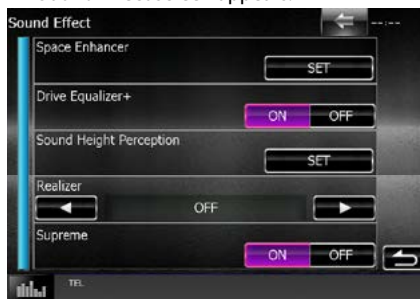 Sound Effect --:--
Space Enhancer
SET
Drive Equalizer+
ON OFF
Sound Height Perception
SET
Realizer
OFF
Supreme
ON OFF
TEL